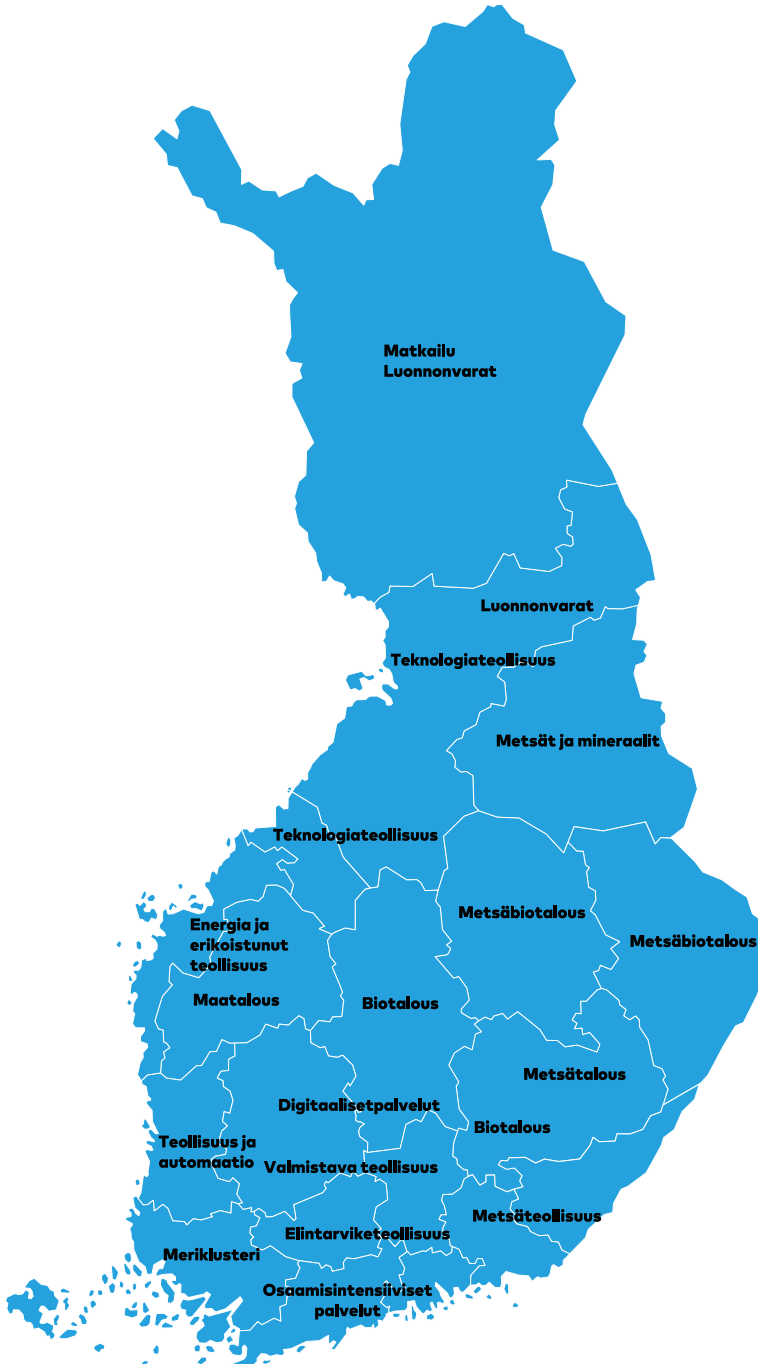 Matkailu
Luonnonvarat
Luonnonvarat
Teknologiateollisuus
Metsät ja mineraalit
Teknologiateollisuus
Metsäbiotalous
Energia ja
erikoistunut
teollisuus
Metsäbiotalous
Maatalous
Biotalous
Metsätalous
Digitaalisetpalvelut
Biotalous
Teollisuus ja
automaatio
Valmistava teollisuus
Metsäteollisuus
Elintarviketeollisuus
Meriklusteri
Osaamisintensiiviset
palvelut